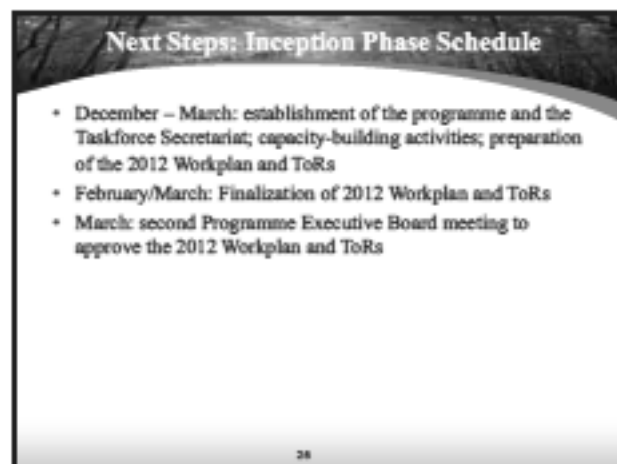 Next Steps: Inception Phase Schedule
• December – March: establishment of the programme and the
Taskforce Secretariat; capacity-building activities; preparation
of the 2012 Workplan and ToRs
• February/March: Finalization of 2012 Workplan and ToRs
• March: second Programme Executive Board meeting to
approve the 2012 Workplan and ToRs